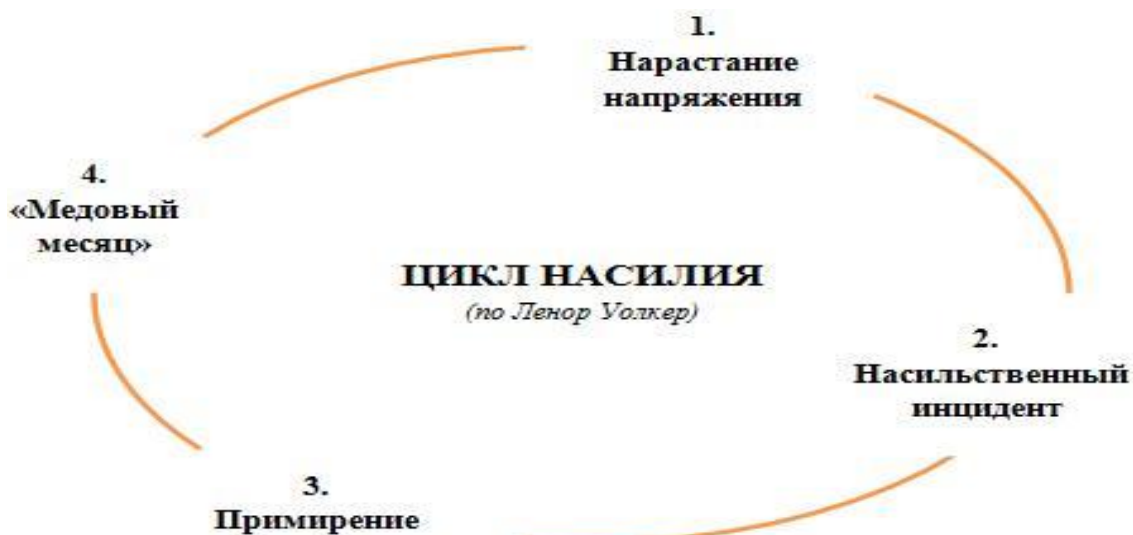 1.
Нарастание
напряжения
4.
«Медовый
месяц»
ЦИКЛ НАСИЛИЯ
(по Ленор Уолкер)
2.
Насильственный
инцидент
3.
Примирение